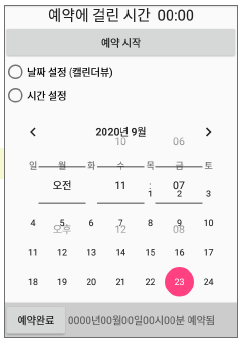 예약에 걸린 시간 00:00
예약 시작
날짜 설정 (캘린더뷰)
시간 설정
2020년 9월
10 06
일 월 화 수 목 금 토
오전 11 : 07
1 2 3
4 5 6 7 8 9 10
오후 12 08
11 12 13 14 15 16 17
18 19 20 21 22 23 24
예약완료 0000년00월00일00시00분 예약됨